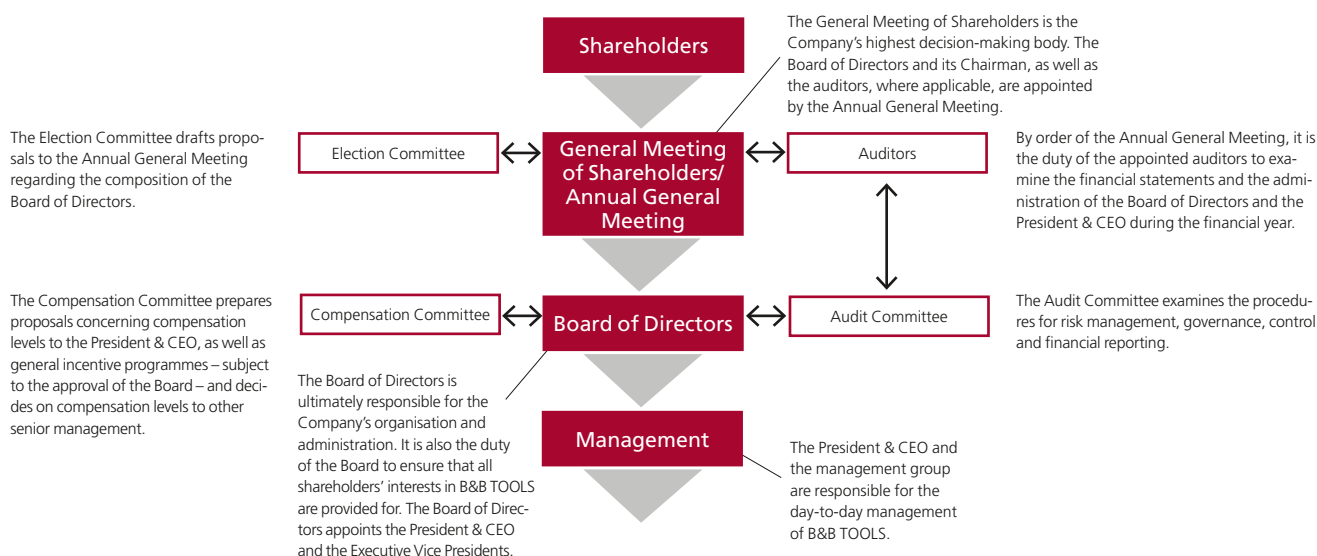 Shareholders
The General Meeting of Shareholders is the
Company's highest decision-making body. The
Board of Directors and its Chairman, as well as
the auditors, where applicable, are appointed
by the Annual General Meeting.
The Election Committee drafts propo-
sals to the Annual General Meeting
regarding the composition of the
Board of Directors.
Election Committee
General Meeting
of Shareholders/
Annual General
Meeting
Auditors
By order of the Annual General Meeting, it is
the duty of the appointed auditors to exa-
mine the financial statements and the admi-
nistration of the Board of Directors and the
President & CEO during the financial year.
The Compensation Committee prepares
proposals concerning compensation
levels to the President & CEO, as well as
general incentive programmes – subject
to the approval of the Board – and deci-
des on compensation levels to other
senior management.
Compensation Committee
Board of Directors
Audit Committee
The Audit Committee examines the procedu-
res for risk management, governance, control
and financial reporting.
The Board of Directors is
ultimately responsible for the
Company's organisation and
administration. It is also the duty
of the Board to ensure that all
shareholders' interests in B&B TOOLS
are provided for. The Board of Direc-
tors appoints the President & CEO
and the Executive Vice Presidents.
Management
The President & CEO and
the management group
are responsible for the
day-to-day management
of B&B TOOLS.